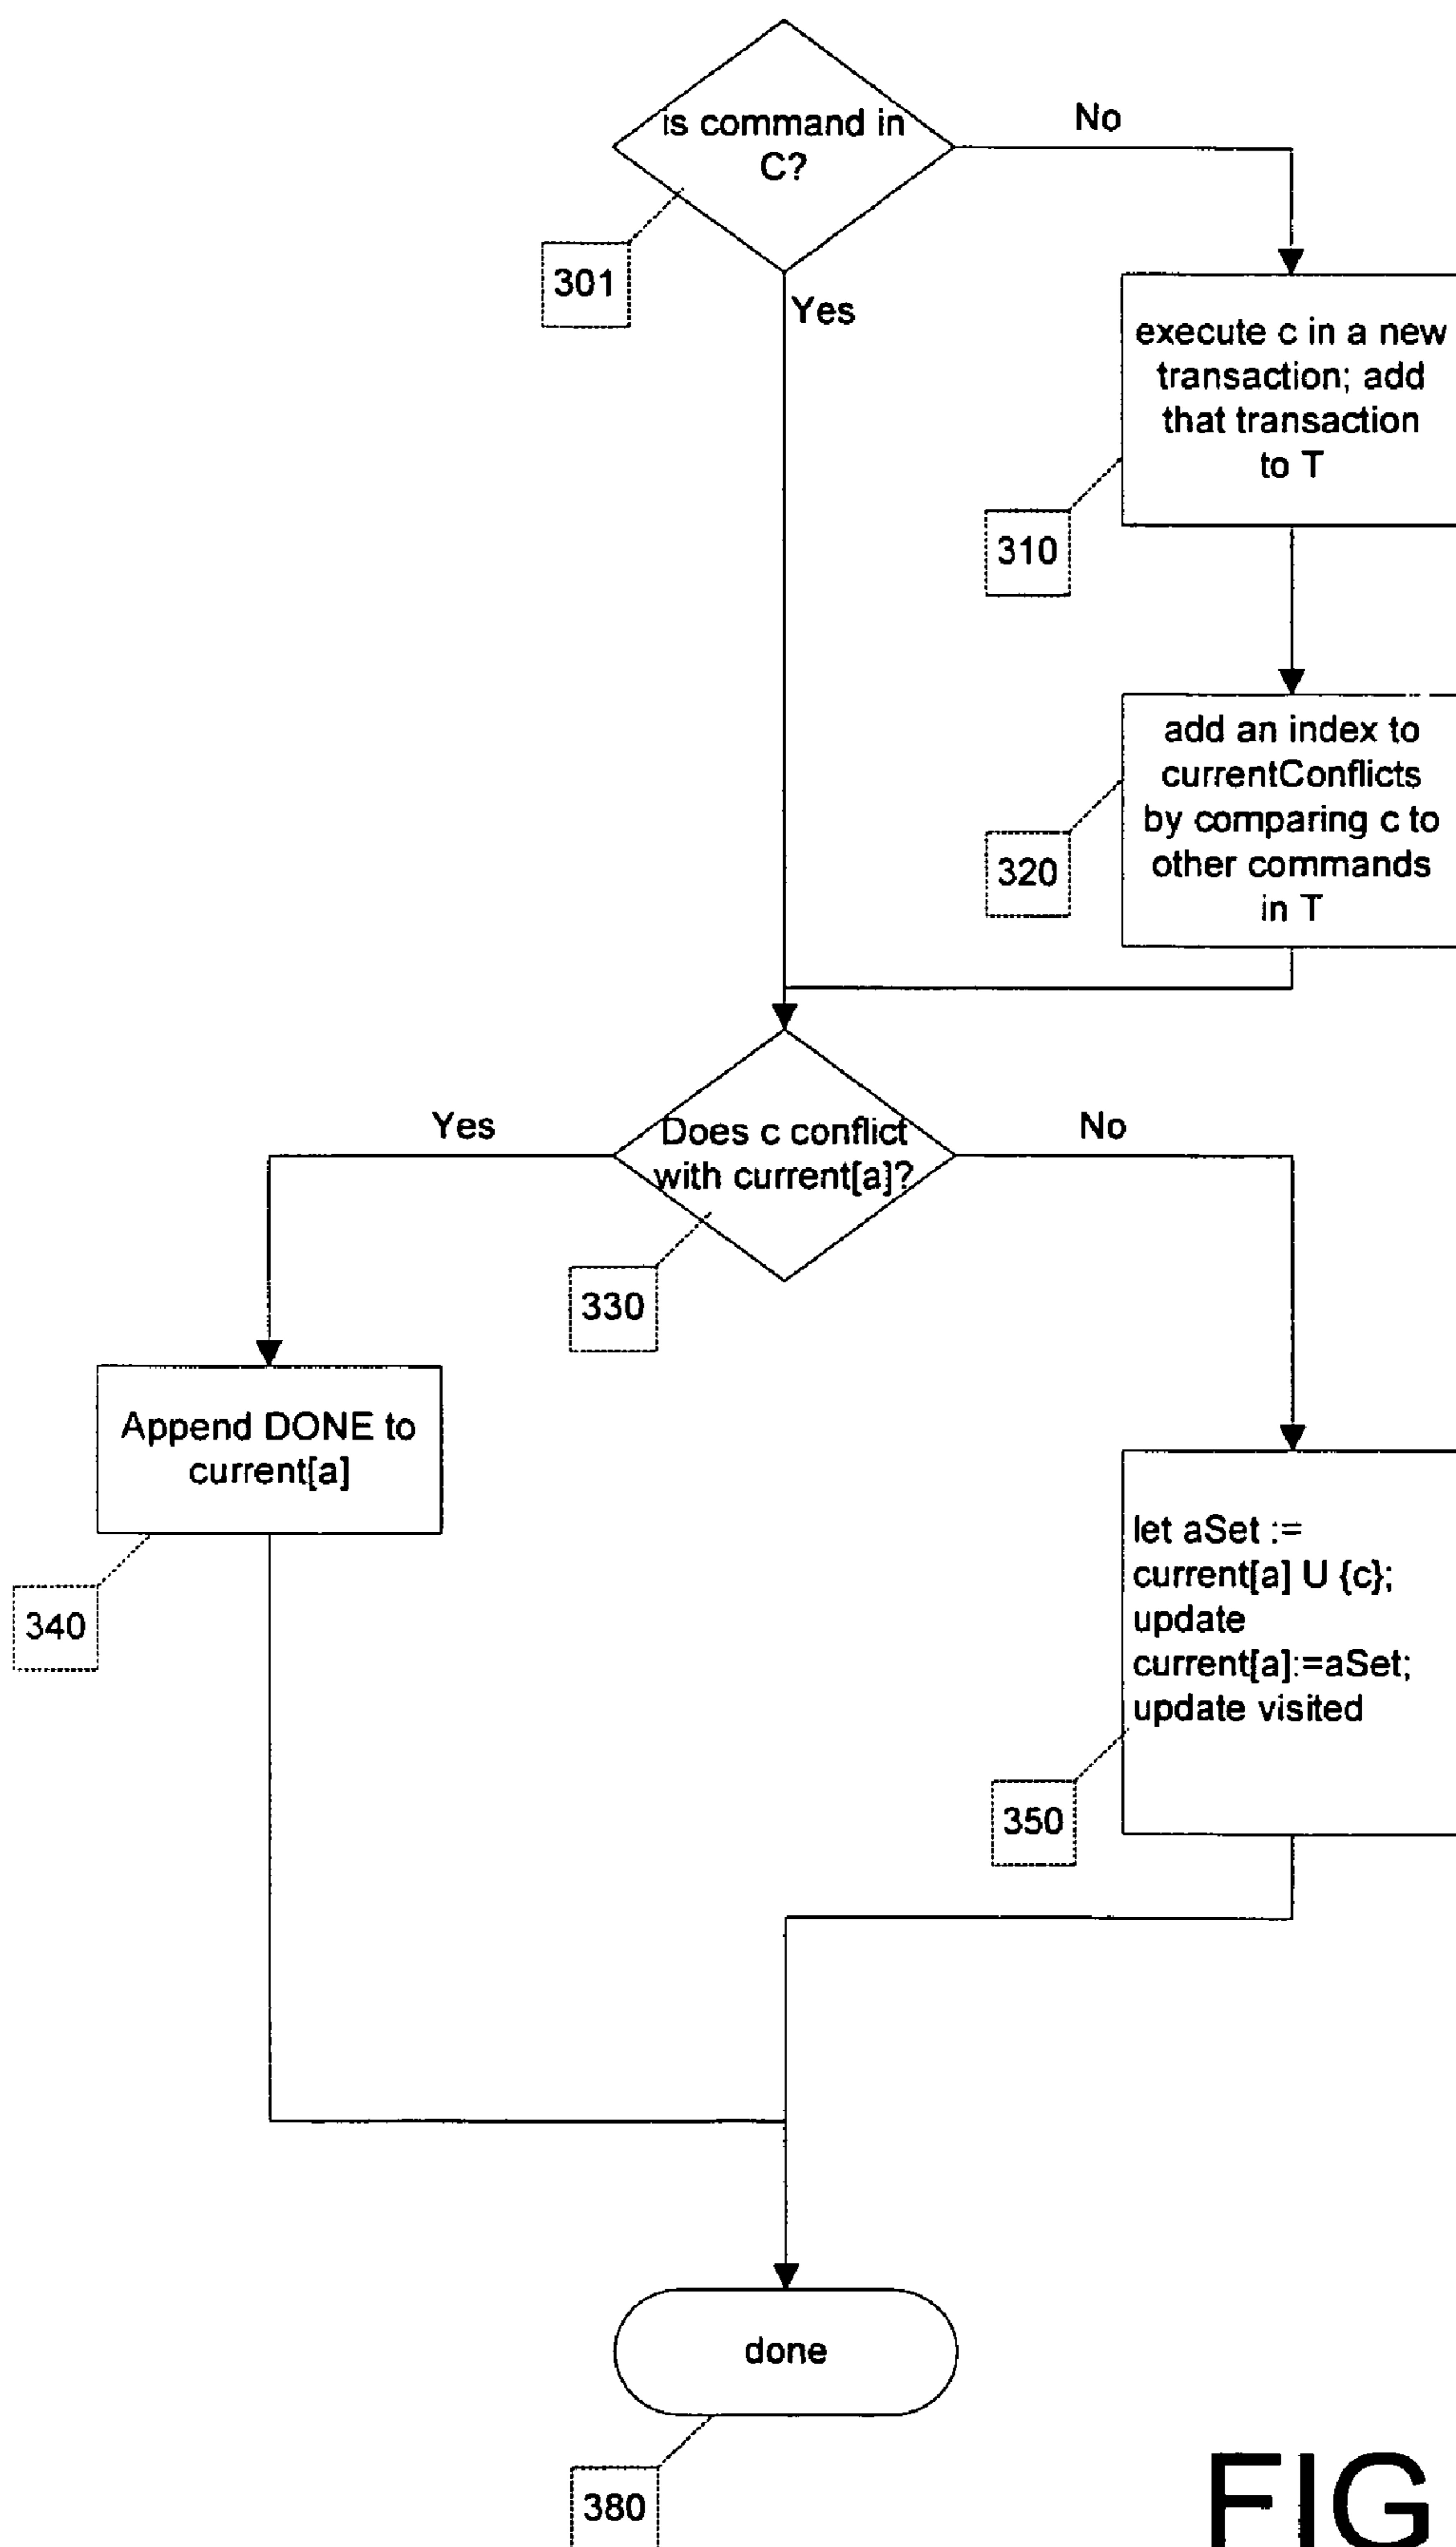 is command in
C?
No
301
Yes
execute c in a new
transaction; add
that transaction
to T
310
add an index to
currentConflicts
by comparing c to
other commands
in T
320
Yes
Does c conflict
with current[a]?
No
330
Append DONE to
current[a]
340
let aSet :=
current[a] U {c};
update
current[a]:=aSet;
update visited
350
done
380
FIG